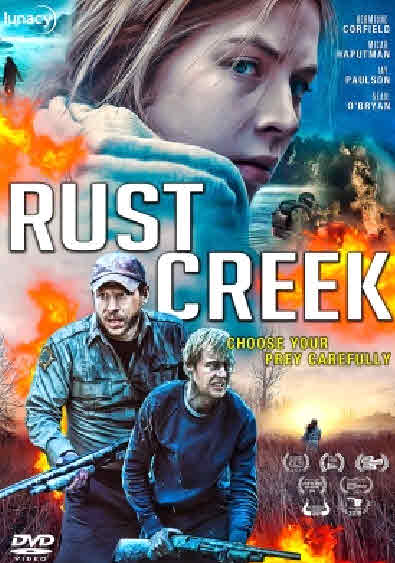 lunacy
HERMIONE
CORFIELD
MICAH
HAUPTMAN
JAY
PAULSON
SEAN
O'BRYAN
RUST
CREEK
CHOOSE YOUR
PREY CAREFULLY
DVD
VIDEO